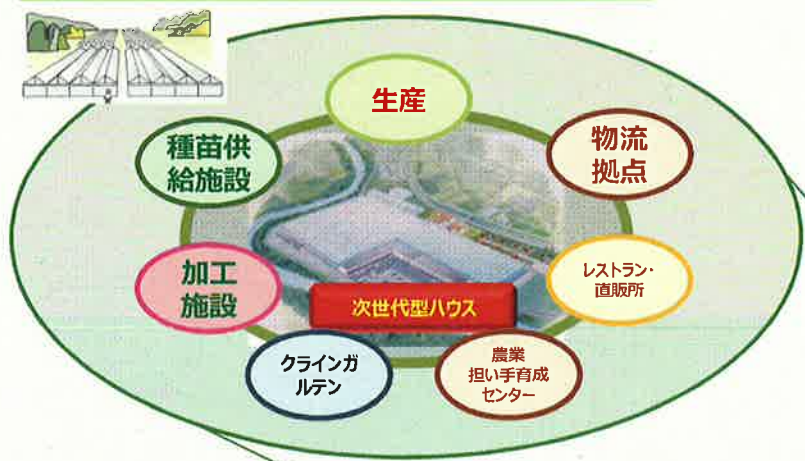 生産
種苗供
給施設
物流
拠点
加工
施設
レストラン・
直販所
次世代型ハウス
クラインガ
ルテン
農業
担い手育成
センター